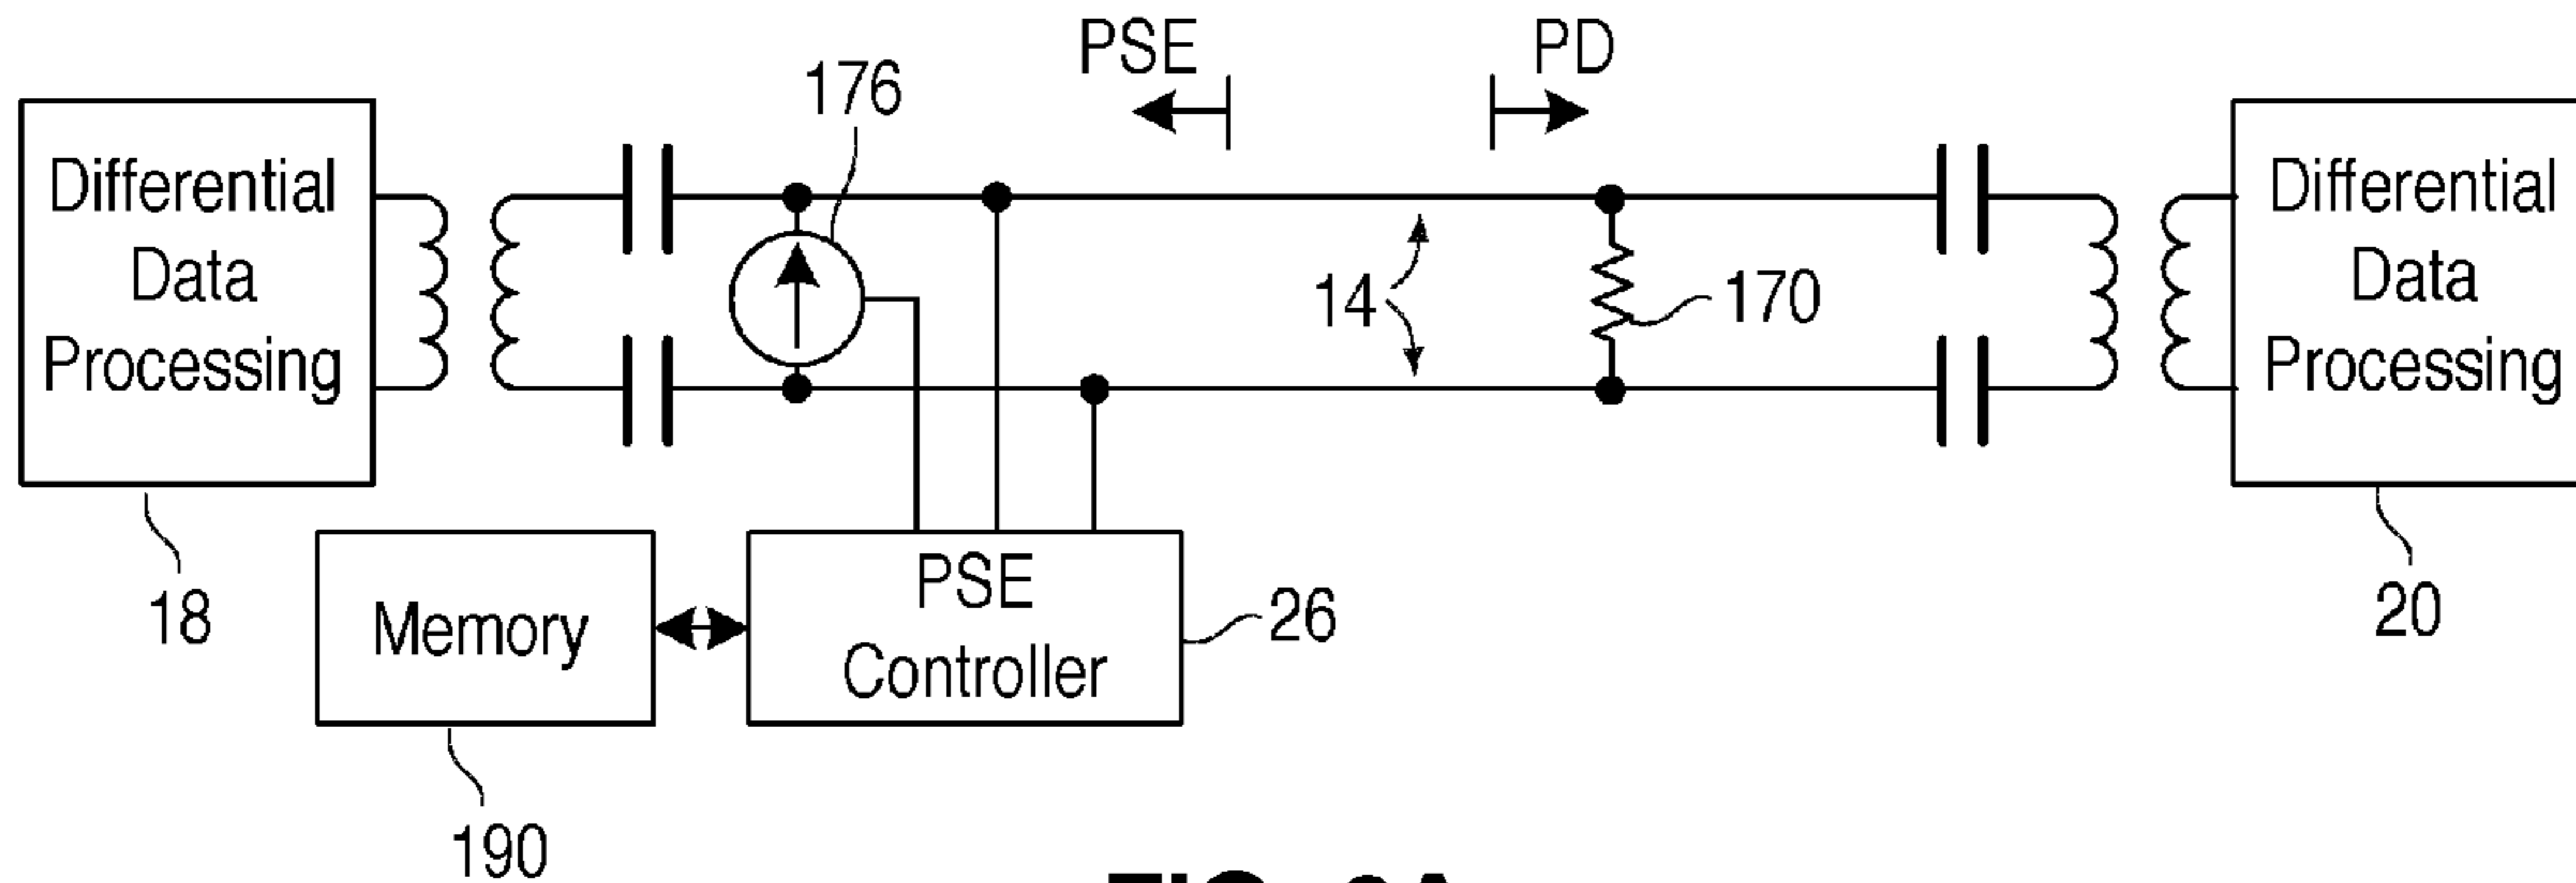 PSE
PD
176
Differential
Data
Processing
14
170
Differential
Data
Processing
18
Memory
PSE
Controller
26
20
190